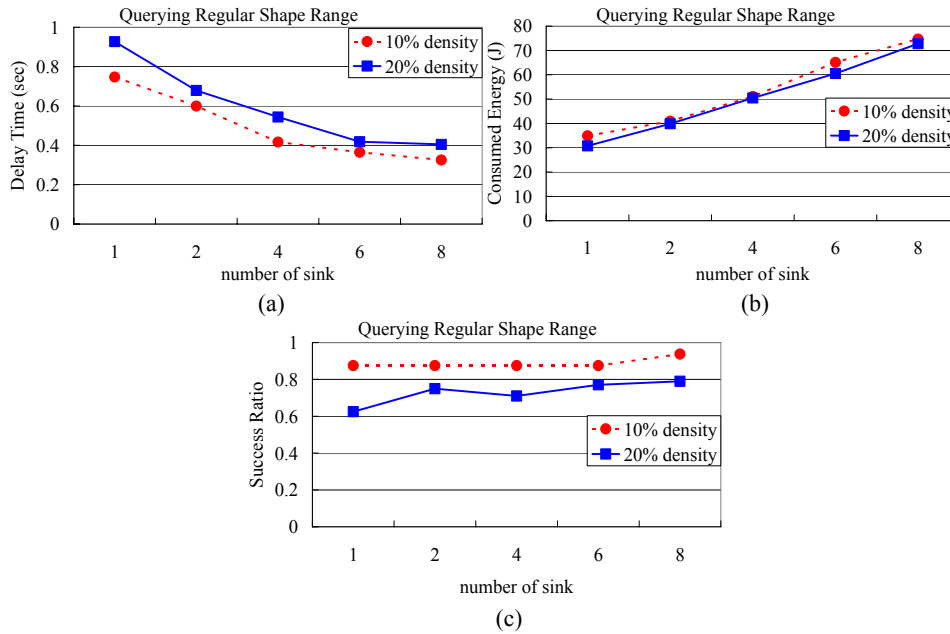 Querying Regular Shape Range
1
0.8
0.6
0.4
0.2
0
Delay Time (sec)
10% density
20% density
1 2 4 6 8
number of sink
(a)
Querying Regular Shape Range
80
70
60
50
40
30
20
10
0
Consumed Energy (J)
10% density
20% density
1 2 4 6 8
number of sink
(b)
Querying Regular Shape Range
1
0.8
0.6
0.4
0.2
0
Success Ratio
10% density
20% density
1 2 4 6 8
number of sink
(c)